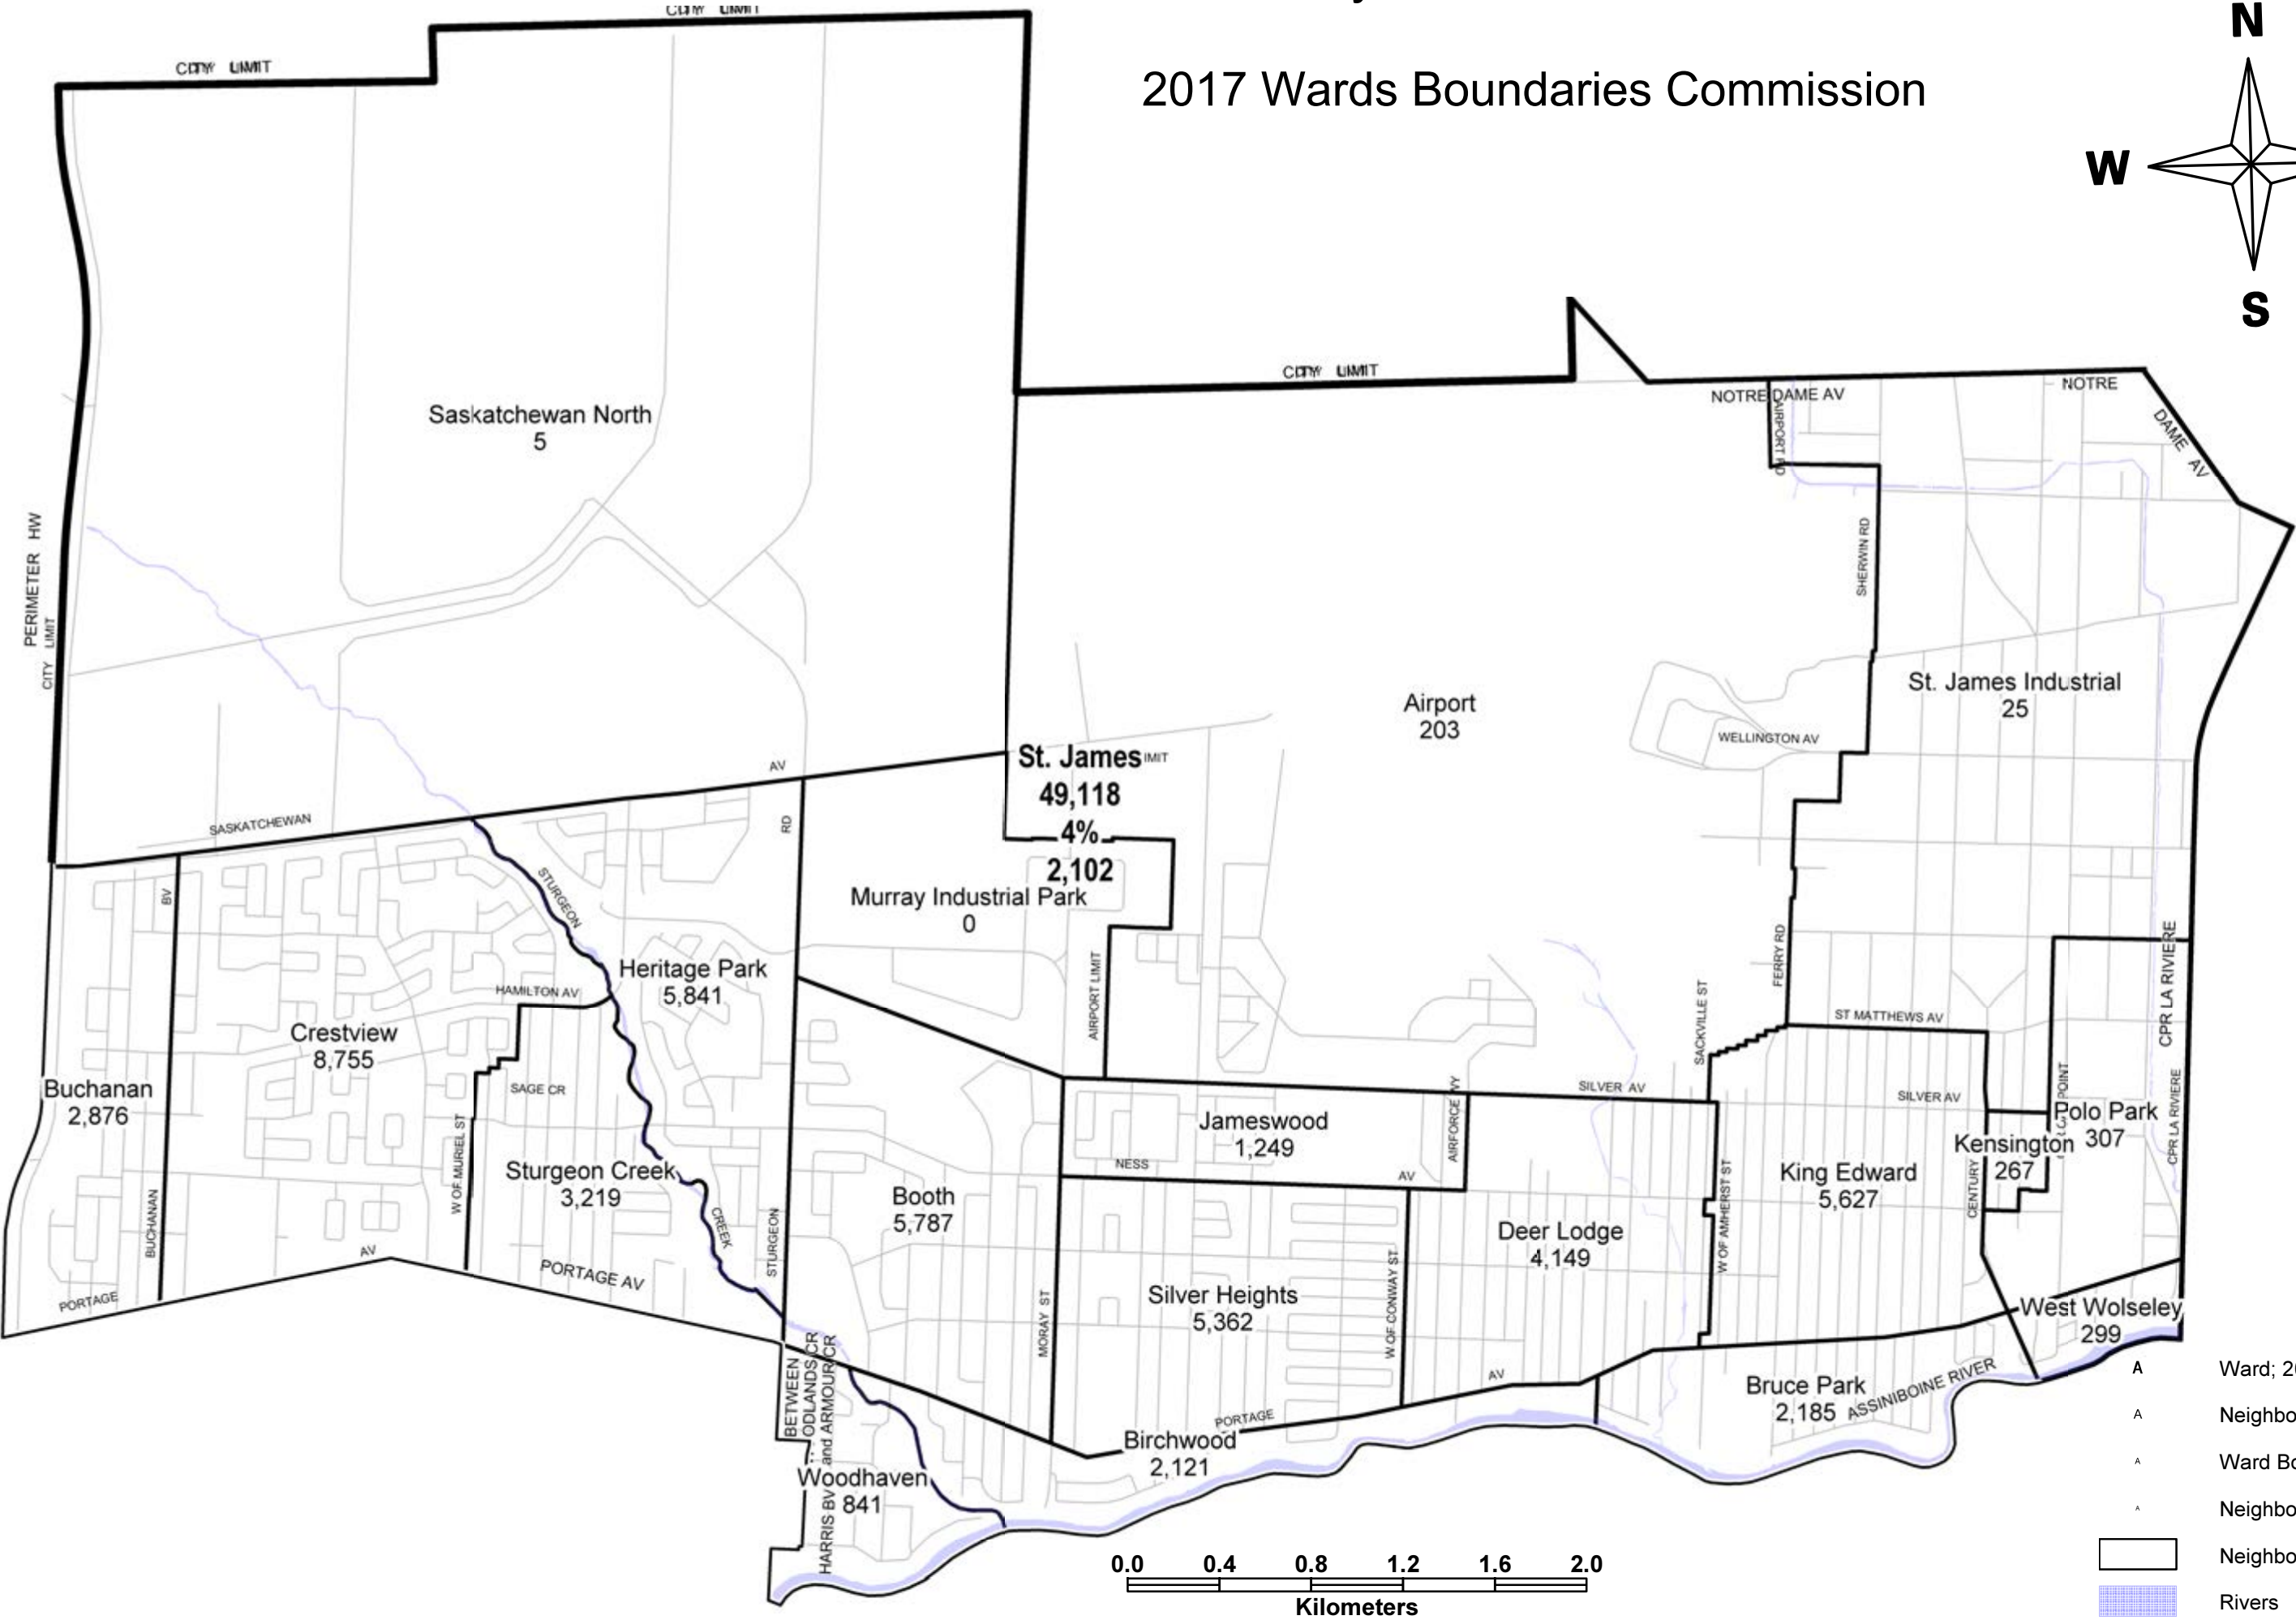 CITY LIMIT
N
CITY LIMIT
2017 Wards Boundaries Commission
W
S
CITY LIMIT
NOTRE DAME AV
NOTRE
DAME AV
AIRPORT RD
Saskatchewan North
5
PERIMETER HW
CITY LIMIT
SHERWIN RD
St. James Industrial
25
Airport
203
WELLINGTON AV
St. James
IMIT
49,118
4%
2,102
AV
SASKATCHEWAN
RD
BV
STURGEON
Murray Industrial Park
0
Heritage Park
5,841
HAMILTON AV
AIRPORT LIMIT
SACKVILLE ST
FERRY RD
CPR LA RIVIERE
ST MATTHEWS AV
Crestview
8,755
Buchanan
2,876
SAGE CR
SILVER AV
SILVER AV
Polo Park
307
POINT
CPR LA RIVIERE
Jameswood
1,249
AIRFORCE WY
Kensington
267
CENTURY
W OF MURIEL ST
Sturgeon Creek
3,219
NESS
AV
King Edward
5,627
W OF AMHERST ST
Booth
5,787
BUCHANAN
CREEK
STURGEON
Deer Lodge
4,149
AV
PORTAGE AV
PORTAGE
Silver Heights
5,362
MORAY ST
W OF CONWAY ST
West Wolseley
299
BETWEEN
ODLANDS CR
HARRIS BV and ARMOUR CR
AV
PORTAGE
Bruce Park
2,185
ASSINIBOINE RIVER
Birchwood
2,121
Woodhaven
841
A
Ward; 2
A
Neighbo
A
Ward Bo
A
Neighbo
Neighbo
Rivers
0.0 0.4 0.8 1.2 1.6 2.0
Kilometers